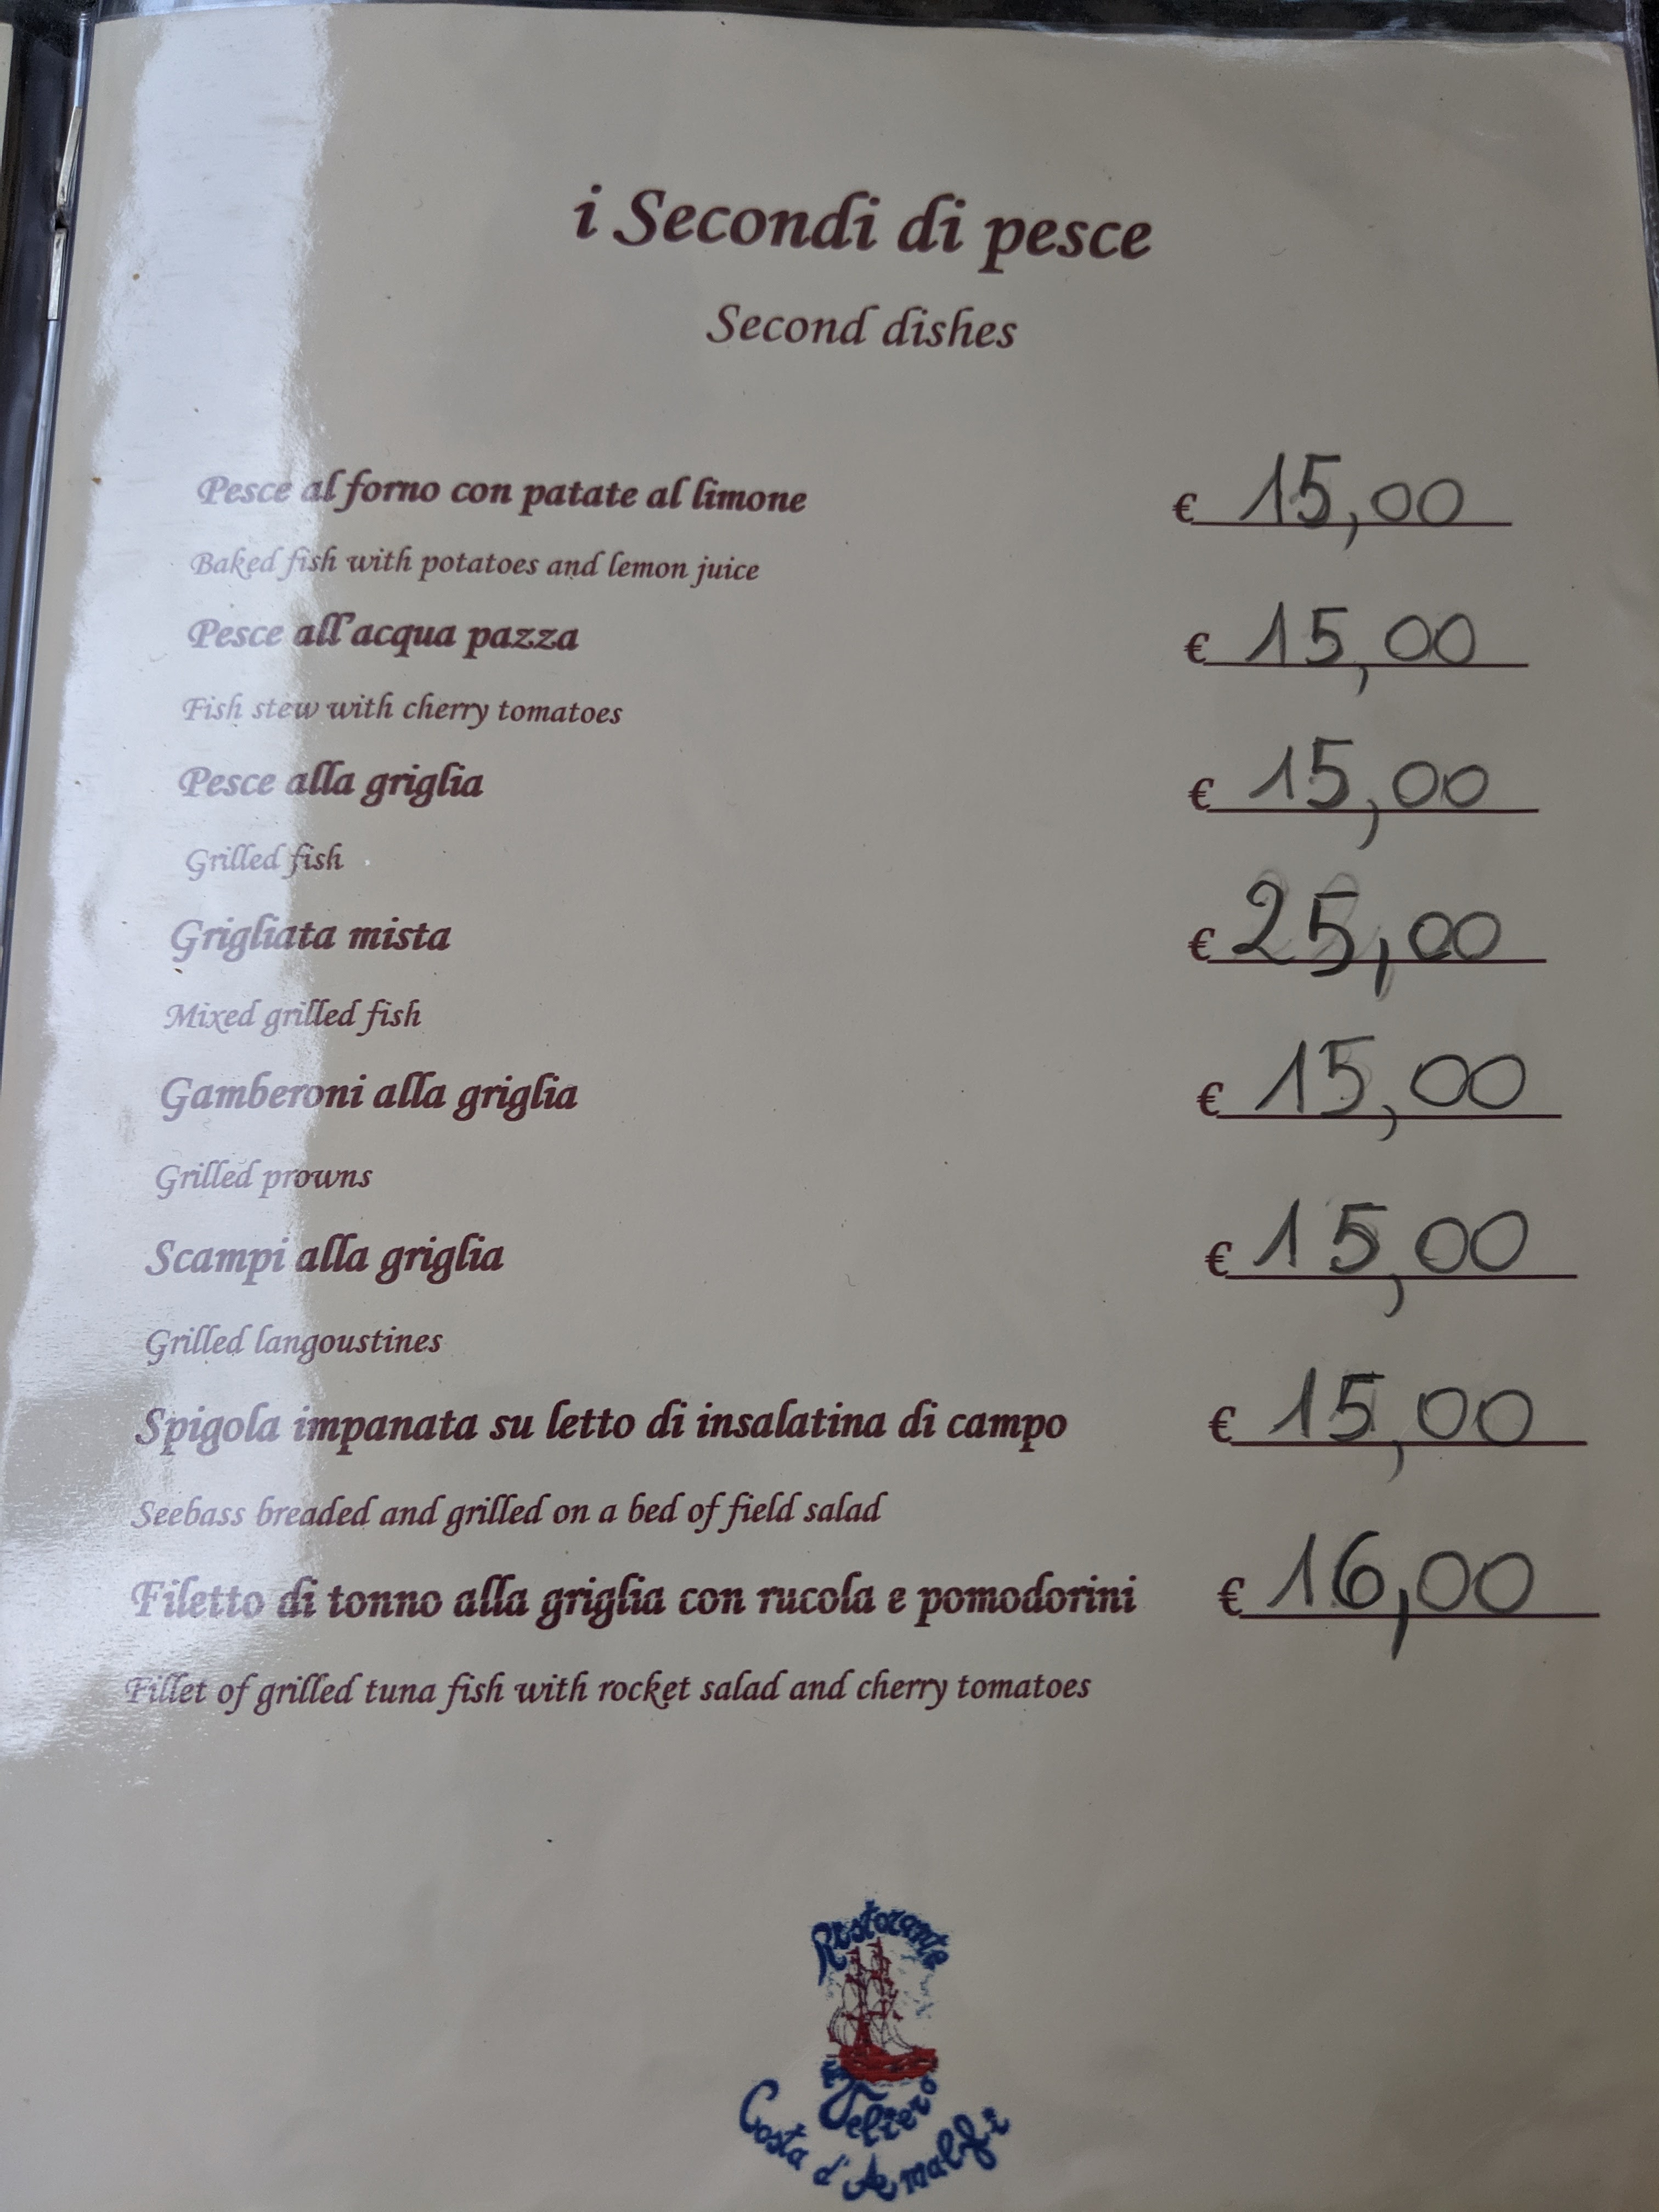 i Secondi di pesce
Second dishes
Pesce al forno con patate al limone € 15,00
Baked fish with potatoes and lemon juice
Pesce all'acqua pazza € 15,00
Fish stew with cherry tomatoes
Pesce alla griglia € 15,00
Grilled fish
Grigliata mista € 25,00
Mixed grilled fish
Gamberoni alla griglia € 15,00
Grilled prowns
Scampi alla griglia € 15,00
Grilled langoustines
Spigola impanata su letto di insalatina di campo € 15,00
Seebass breaded and grilled on a bed of field salad
Filetto di tonno alla griglia con rucola e pomodorini € 16,00
Fillet of grilled tuna fish with rocket salad and cherry tomatoes
Ristorante
Il Veliero
Costa d'Amalfi